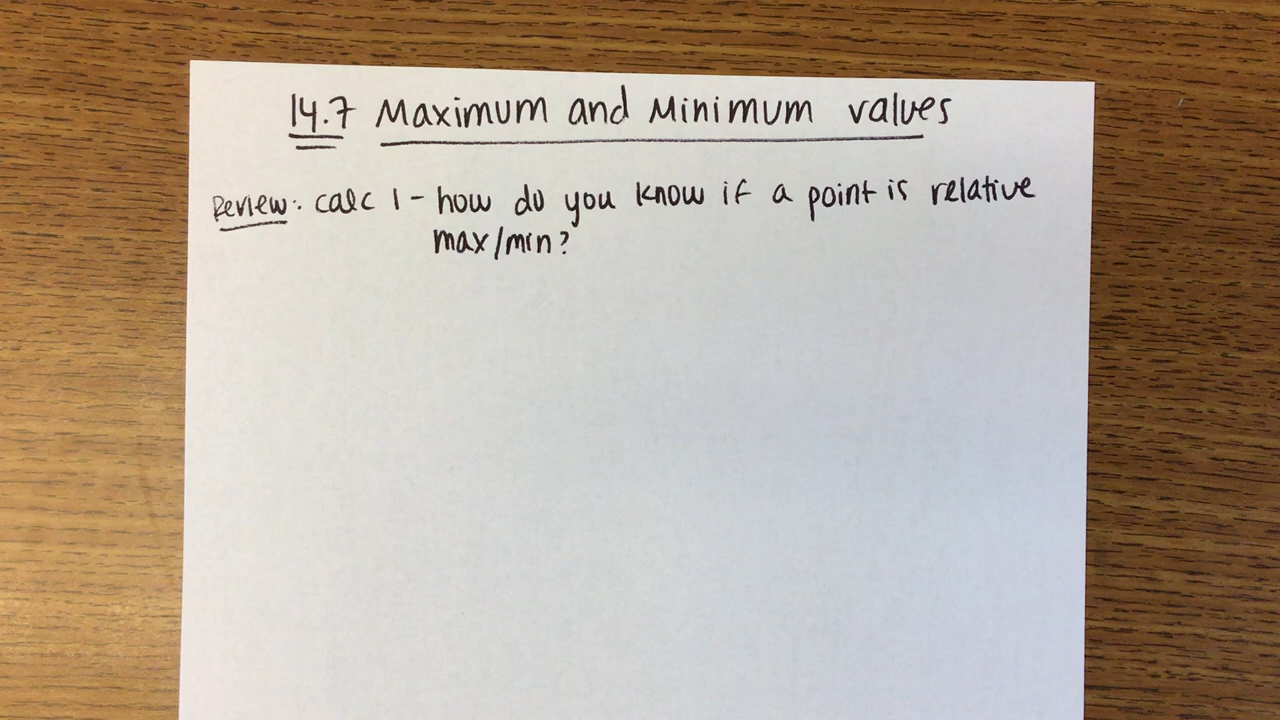 14.7 Maximum and Minimum values
Review: calc 1 - how do you know if a point is relative
max/min?